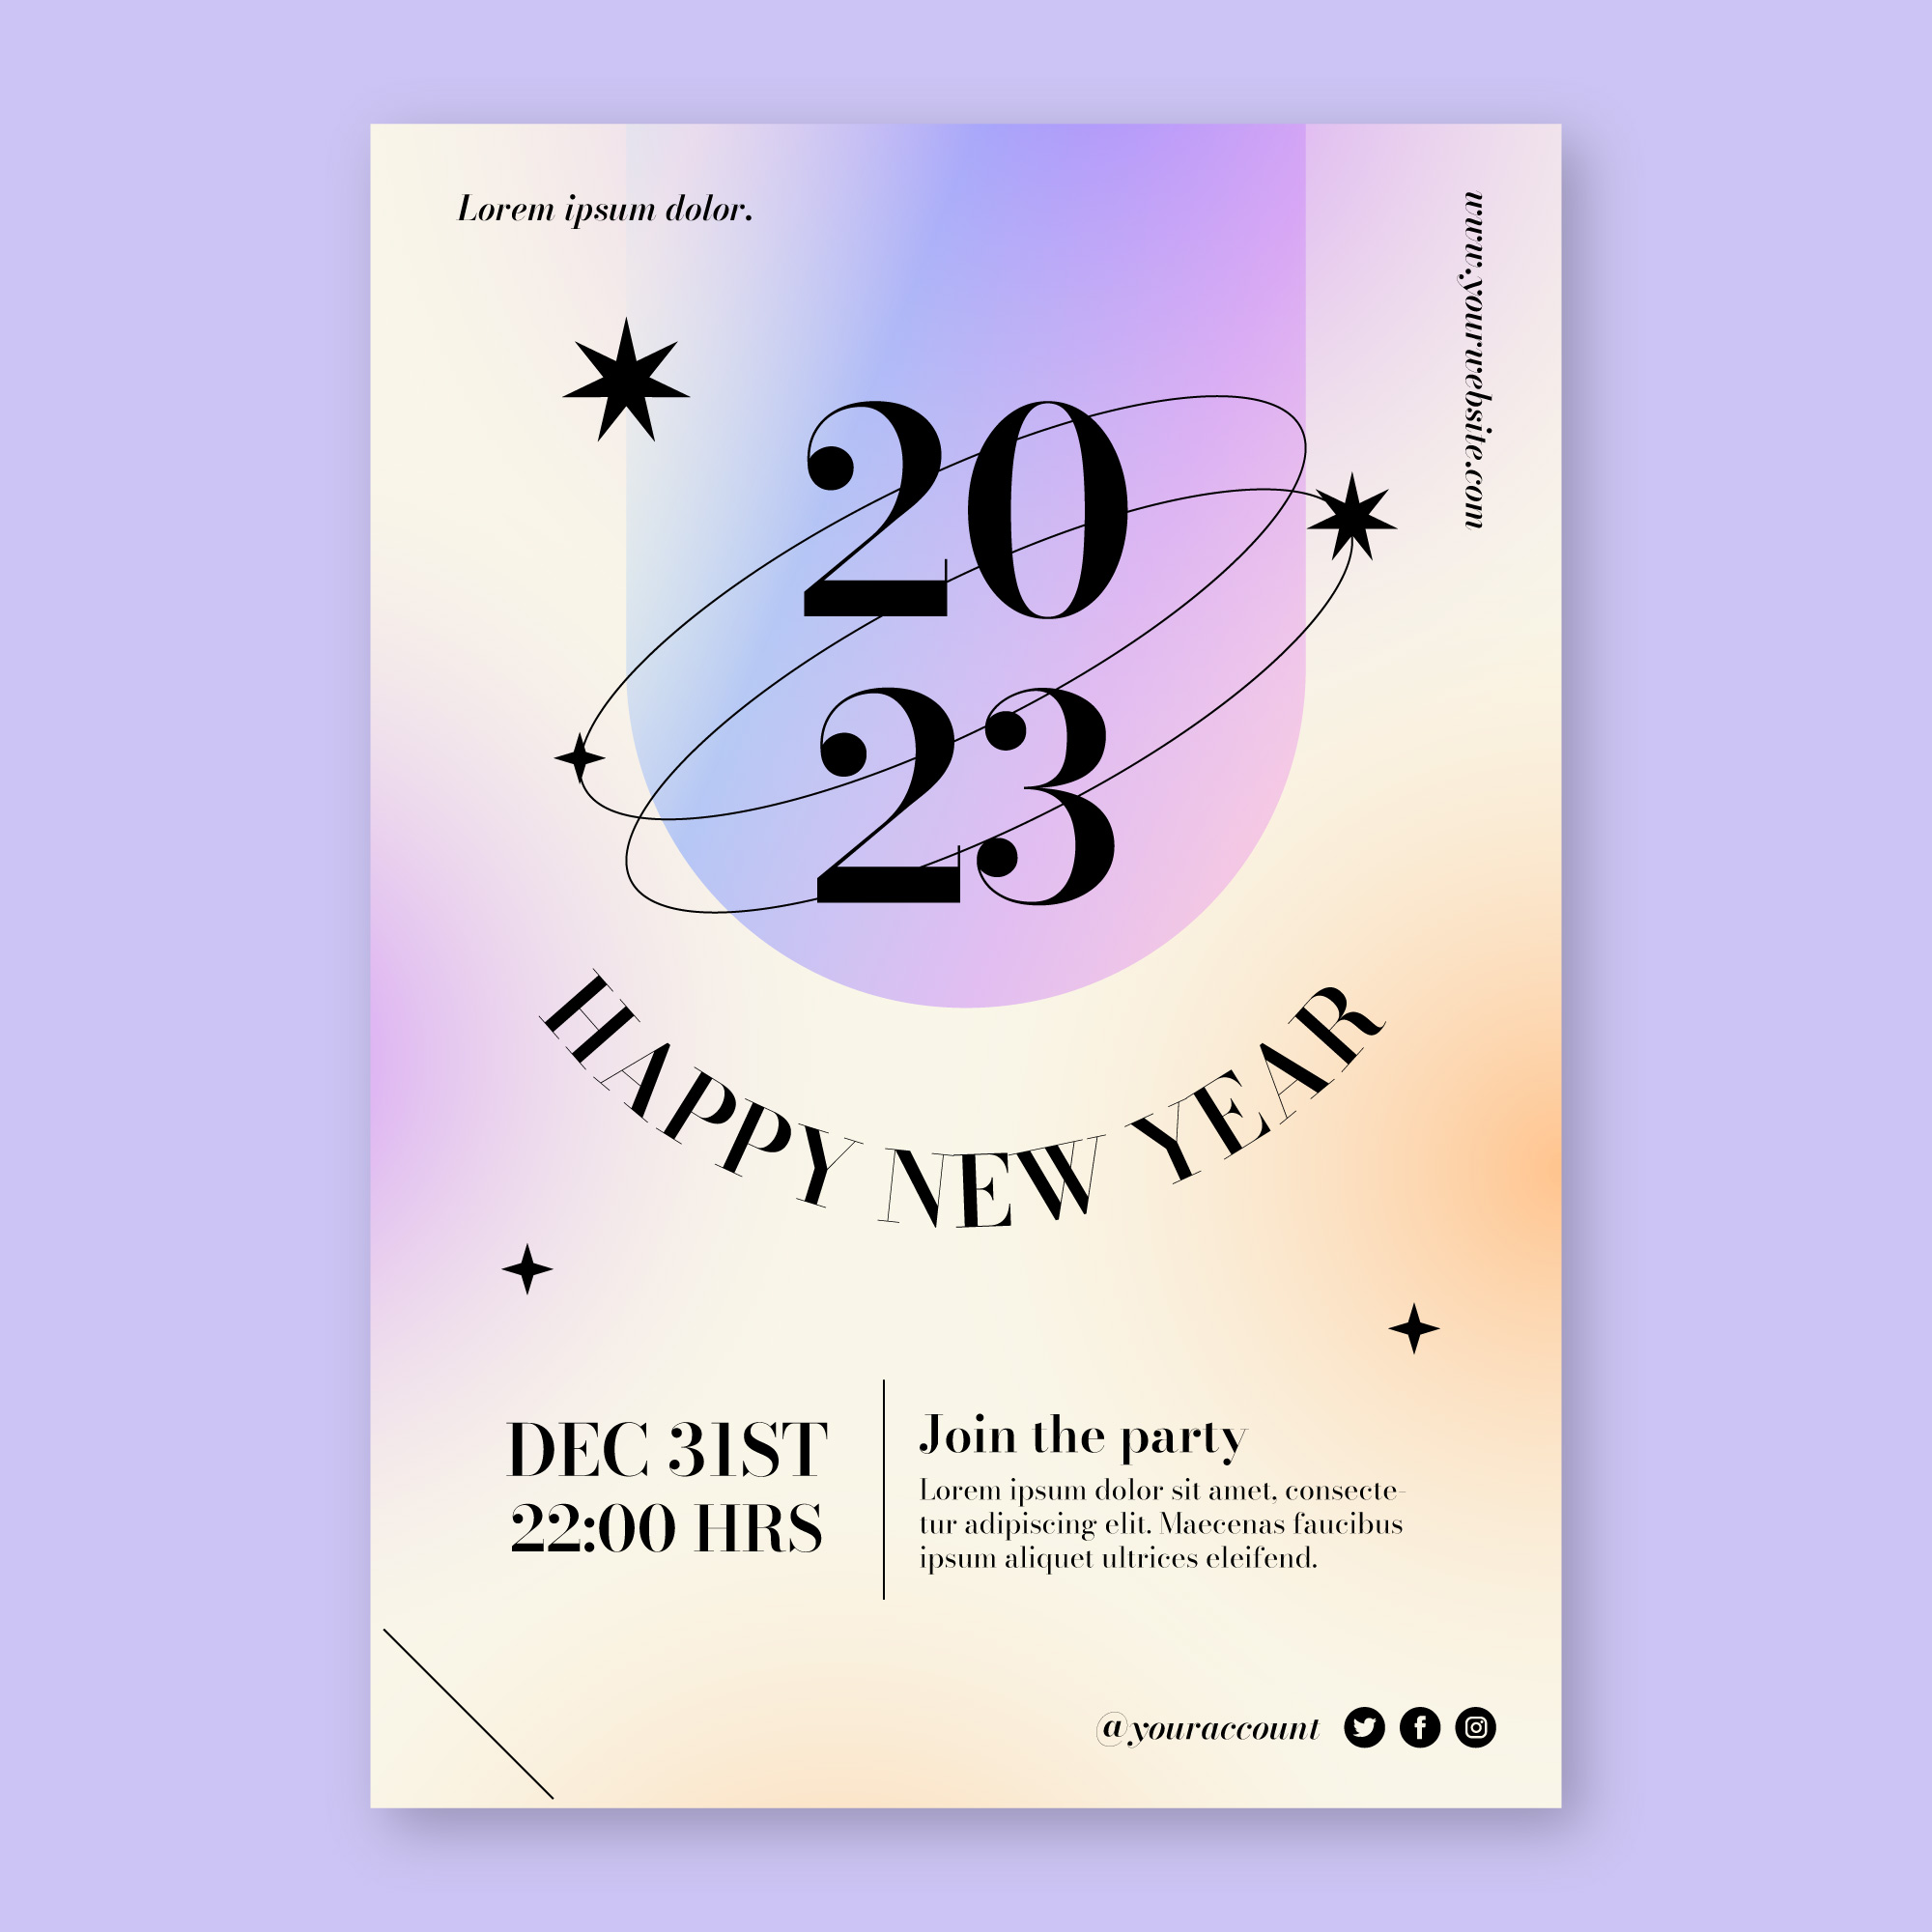 Lorem ipsum dolor.
www.yourwebsite.com
20
23
HAPPY NEW YEAR
DEC 31ST
22:00 HRS
Join the party
Lorem ipsum dolor sit amet, consecte-
tur adipiscing elit. Maecenas faucibus
ipsum aliquet ultrices eleifend.
@youraccount